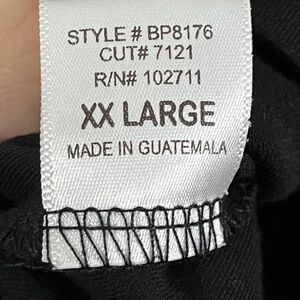 STYLE # BP8176
CUT# 7121
R/N# 102711
XX LARGE
MADE IN GUATEMALA